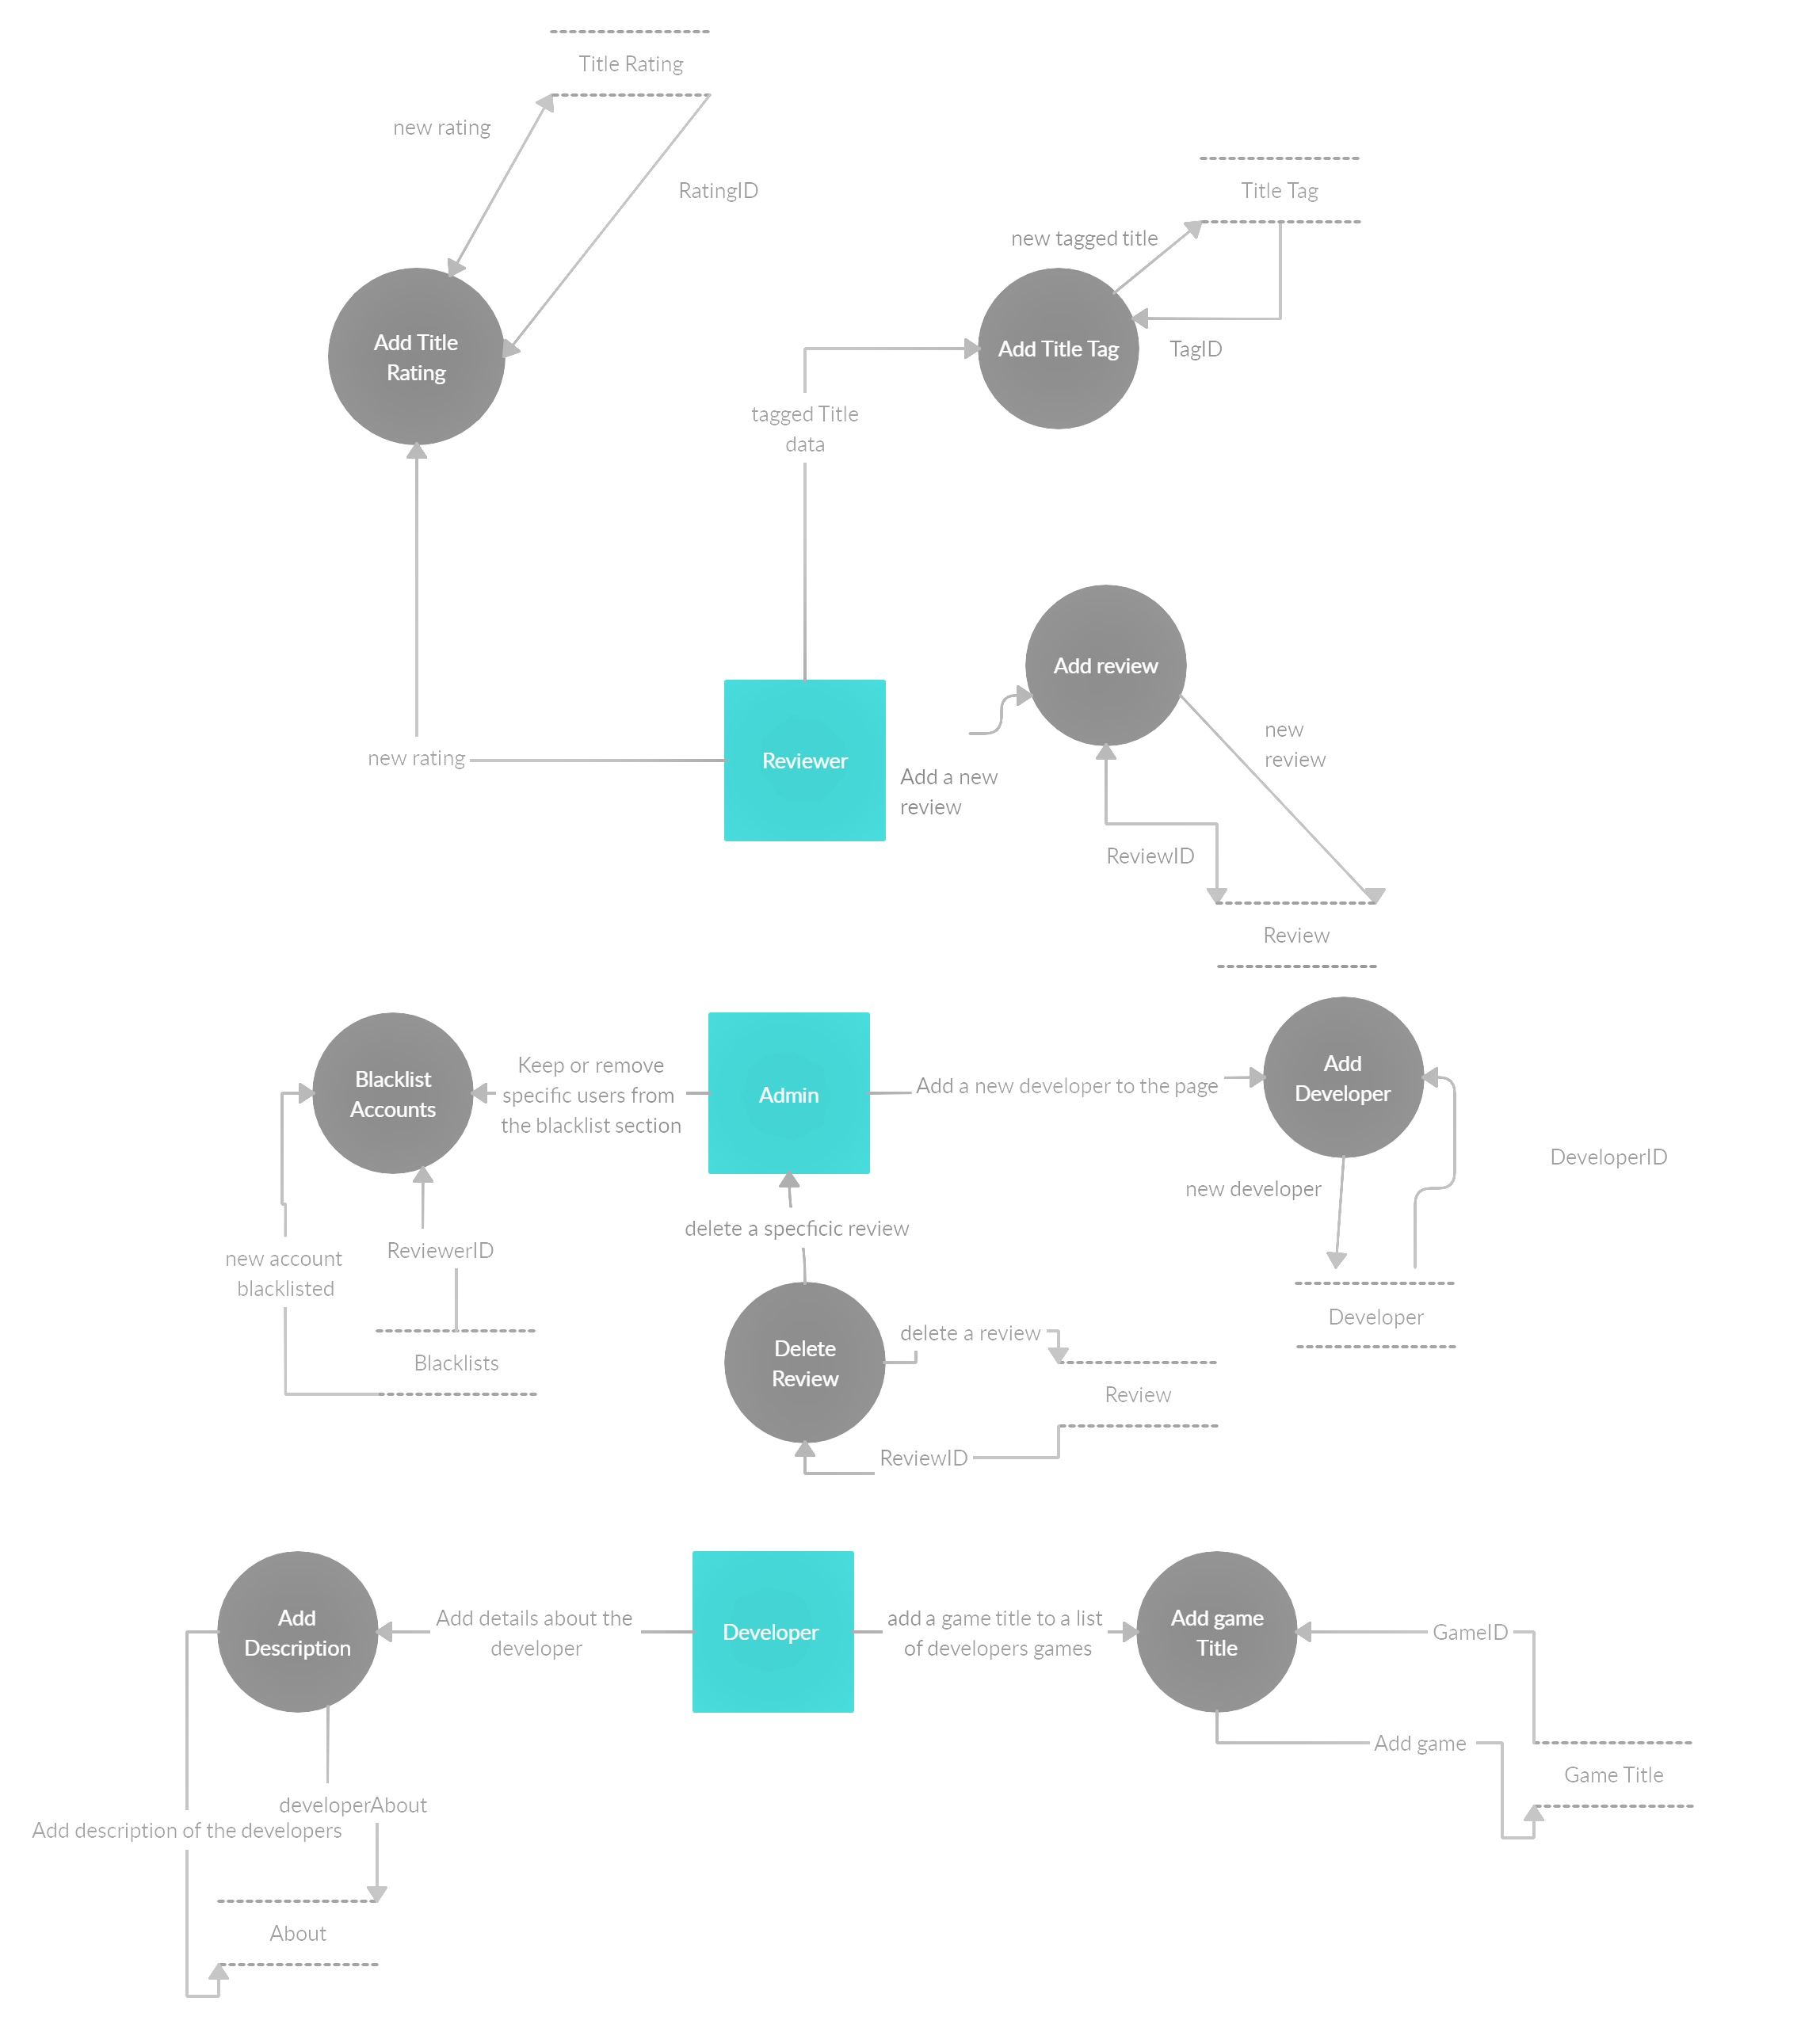 Title Rating
new rating
RatingID
Title Tag
new tagged title
Add Title
Rating
Add Title Tag
TagID
tagged Title
data
Add review
new
review
new rating
Reviewer
Add a new
review
ReviewID
Review
Blacklist
Accounts
Keep or remove
specific users from
the blacklist section
Admin
Add a new developer to the page
Add
Developer
DeveloperID
new developer
delete a specficic review
new account
blacklisted
ReviewerID
Developer
Blacklists
Delete
Review
delete a review
Review
ReviewID
Add
Description
Add details about the
developer
Developer
add a game title to a list
of developers games
Add game
Title
GameID
Add game
Game Title
developerAbout
Add description of the developers
About